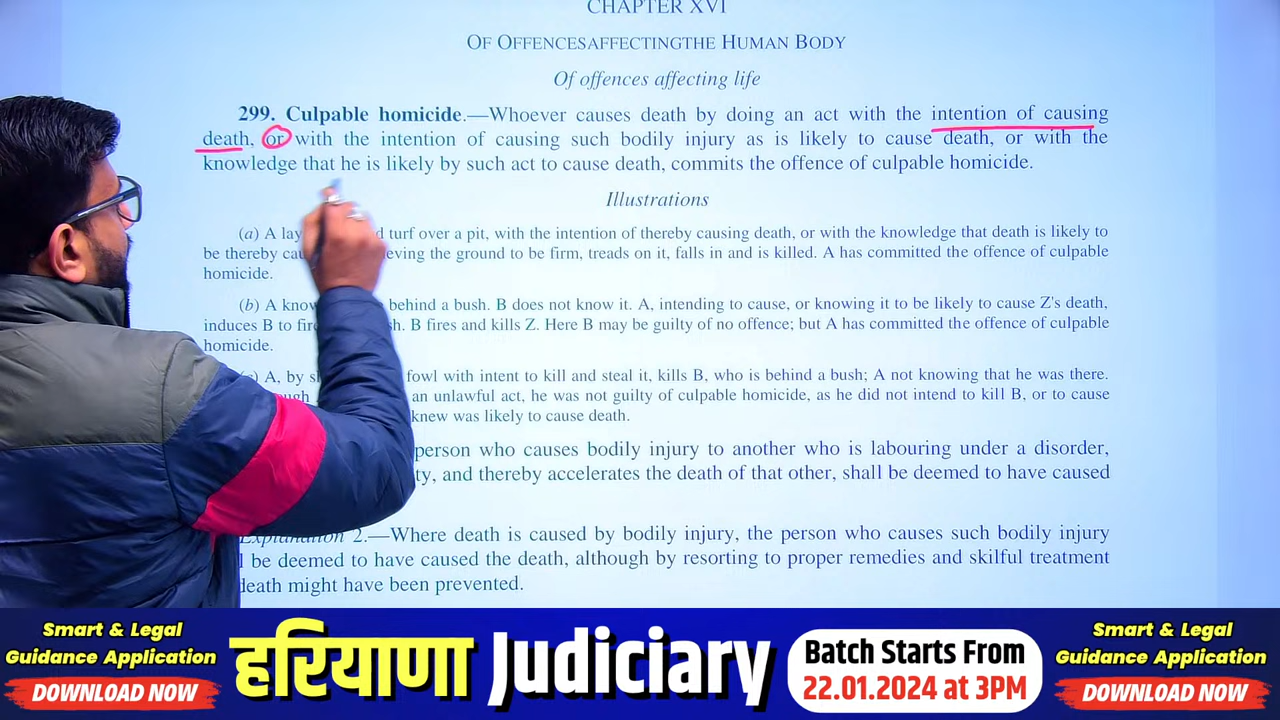 CHAPTER XVI
OF OFFENCESAFFECTINGTHE HUMAN BODY
Of offences affecting life
299. Culpable homicide.—Whoever causes death by doing an act with the intention of causing
death, or with the intention of causing such bodily injury as is likely to cause death, or with the
knowledge that he is likely by such act to cause death, commits the offence of culpable homicide.
Illustrations
(a) A turf over a pit, with the intention of thereby causing death, or with the knowledge that death is likely to
be thereby the ground to be firm, treads on it, falls in and is killed. A has committed the offence of culpable
homicide.
(b) A behind a bush. B does not know it. A, intending to cause, or knowing it to be likely to cause Z's death,
induces B to B fires and kills Z. Here B may be guilty of no offence; but A has committed the offence of culpable
homicide.
A, by fowl with intent to kill and steal it, kills B, who is behind a bush; A not knowing that he was there.
an unlawful act, he was not guilty of culpable homicide, as he did not intend to kill B, or to cause
knew was likely to cause death.
person who causes bodily injury to another who is labouring under a disorder,
and thereby accelerates the death of that other, shall be deemed to have caused
Explanation 2.—Where death is caused by bodily injury, the person who causes such bodily injury
be deemed to have caused the death, although by resorting to proper remedies and skilful treatment
death might have been prevented.
Smart & Legal
Guidance Application
DOWNLOAD NOW
हरियाणा Judiciary
Batch Starts From
22.01.2024 at 3PM
Smart & Legal
Guidance Application
DOWNLOAD NOW